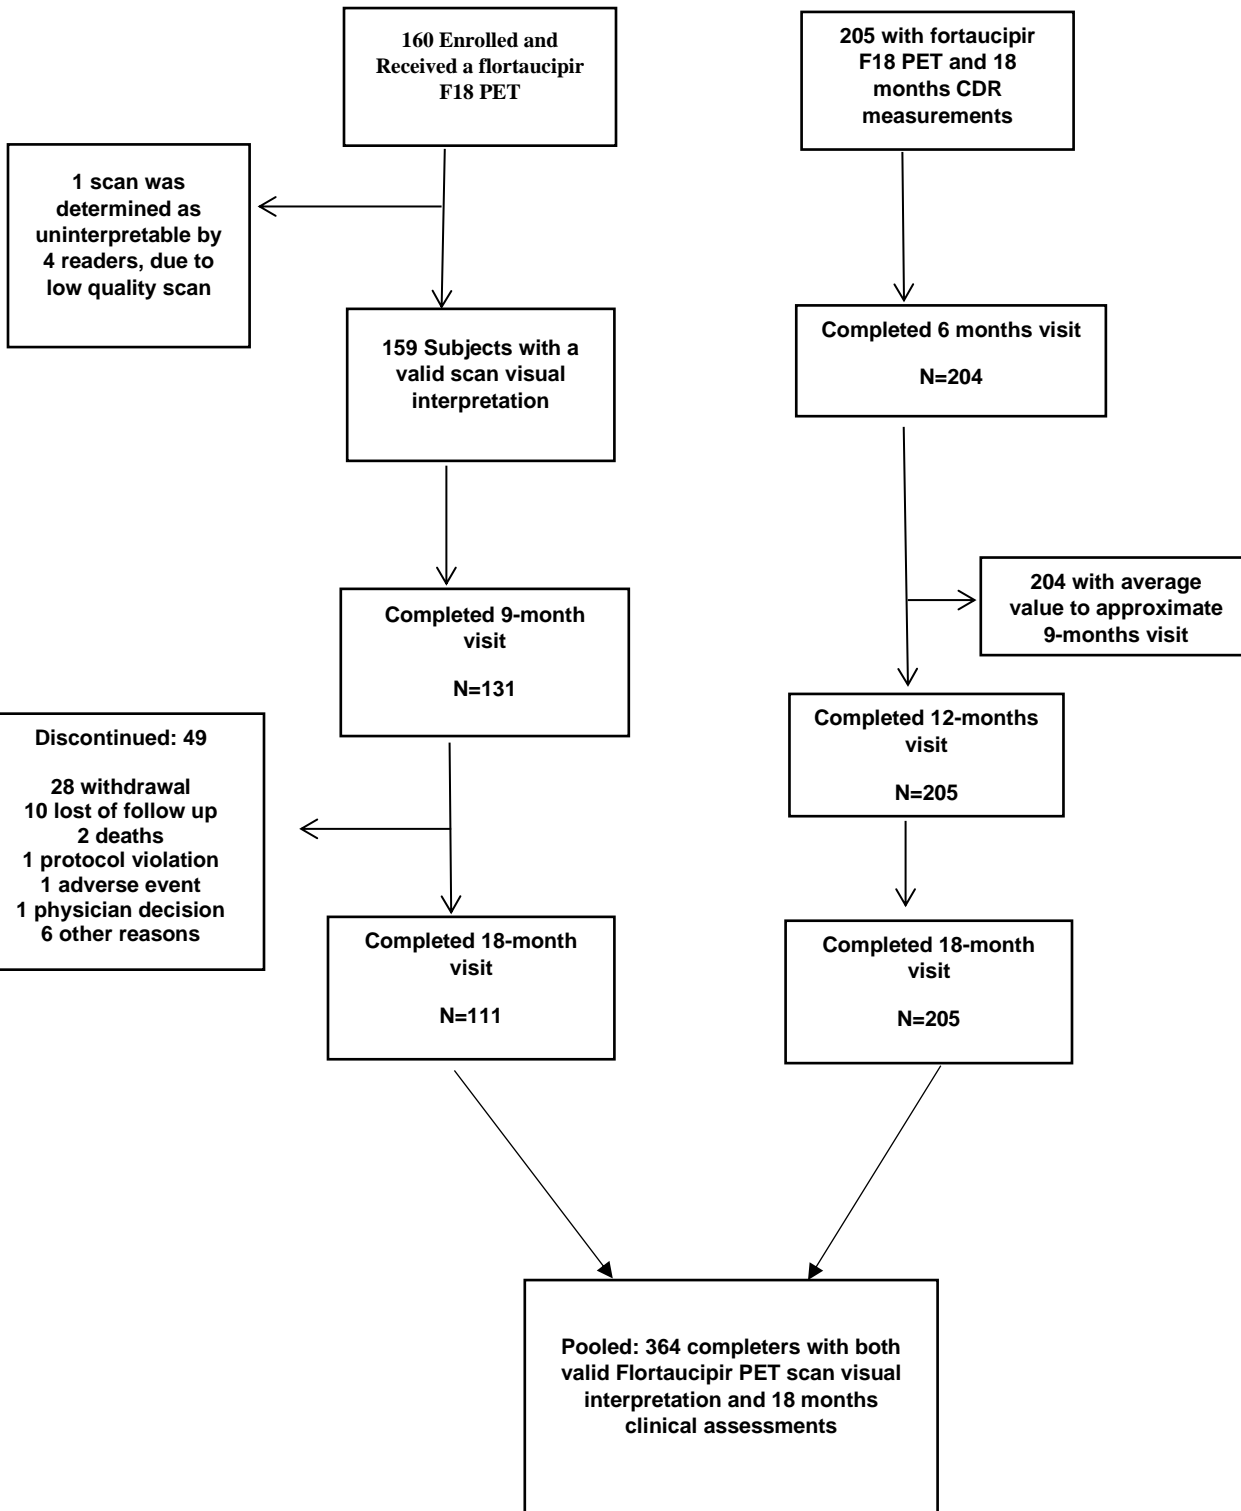 160 Enrolled and
Received a flortaucipir
F18 PET
1 scan was
determined as
uninterpretable by
4 readers, due to
low quality scan
159 Subjects with a
valid scan visual
interpretation
Completed 9-month
visit
N=131
Discontinued: 49
28 withdrawal
10 lost of follow up
2 deaths
1 protocol violation
1 adverse event
1 physician decision
6 other reasons
Completed 18-month
visit
N=111
205 with fortaucipir
F18 PET and 18
months CDR
measurements
Completed 6 months visit
N=204
204 with average
value to approximate
9-months visit
Completed 12-months
visit
N=205
Completed 18-month
visit
N=205
Pooled: 364 completers with both
valid Flortaucipir PET scan visual
interpretation and 18 months
clinical assessments